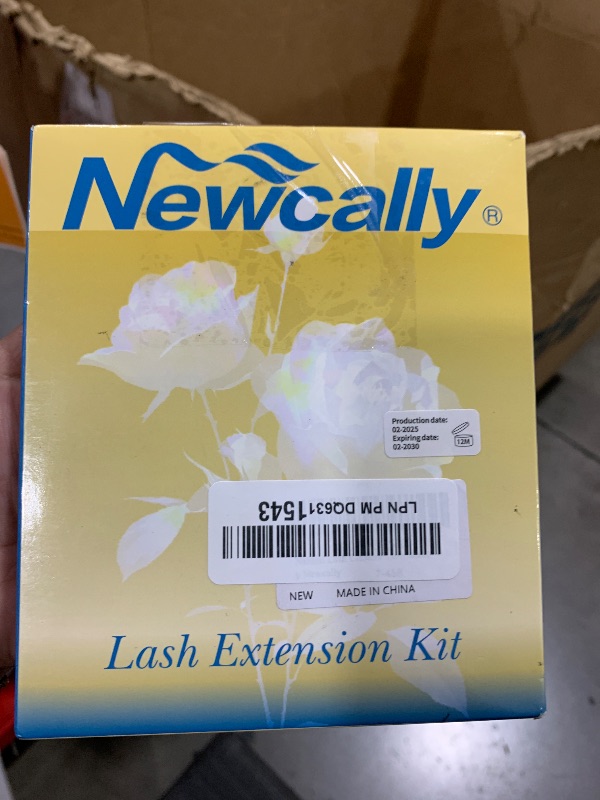 Newcally®
Production date:
02-2025
Expiring date:
02-2030
12M
LPN PM DQ6311543
NEW MADE IN CHINA
Lash Extension Kit